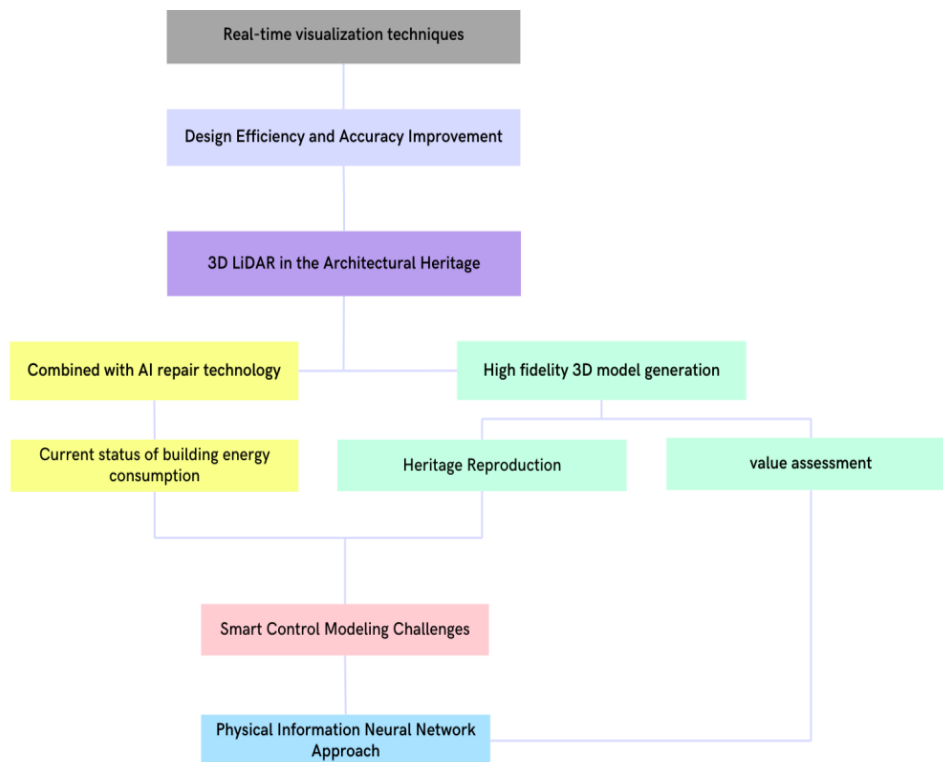 Real-time visualization techniques
Design Efficiency and Accuracy Improvement
3D LiDAR in the Architectural Heritage
Combined with AI repair technology
High fidelity 3D model generation
Current status of building energy
consumption
Heritage Reproduction
value assessment
Smart Control Modeling Challenges
Physical Information Neural Network
Approach